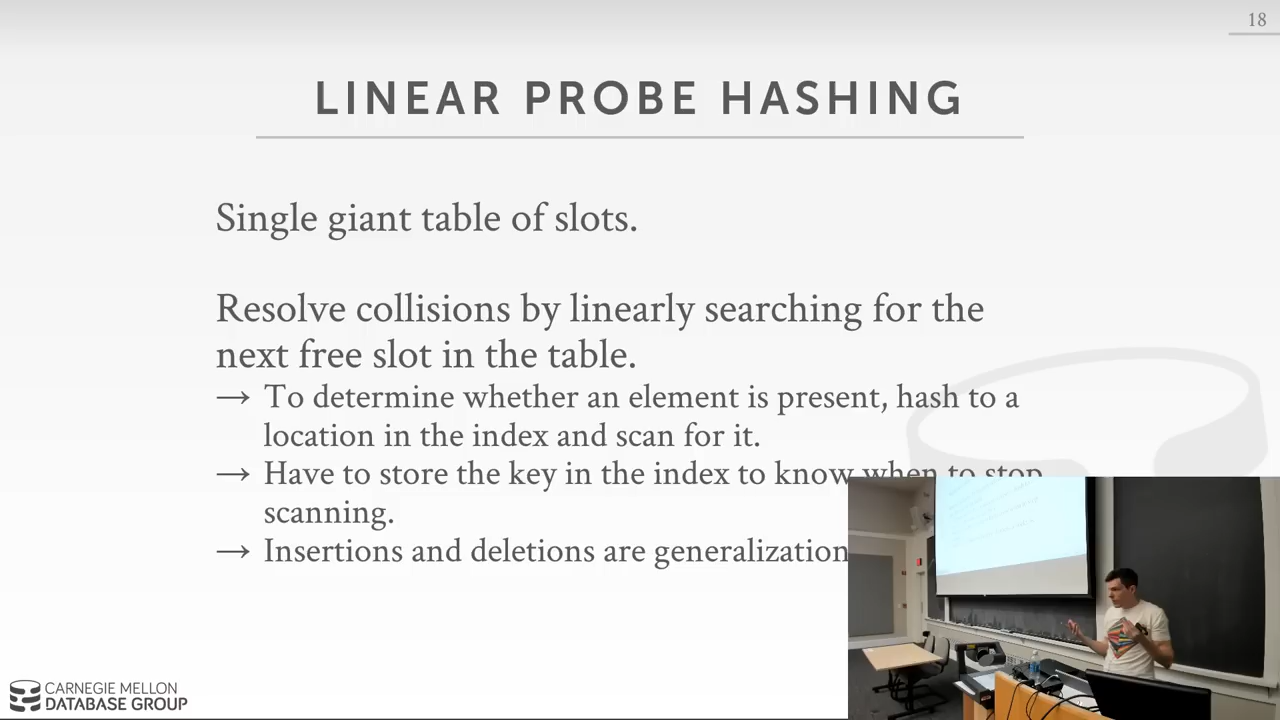 18
LINEAR PROBE HASHING
Single giant table of slots.
Resolve collisions by linearly searching for the
next free slot in the table.
→ To determine whether an element is present, hash to a
location in the index and scan for it.
→ Have to store the key in the index to know when to stop
scanning.
→ Insertions and deletions are generalizations
CARNEGIE MELLON
DATABASE GROUP